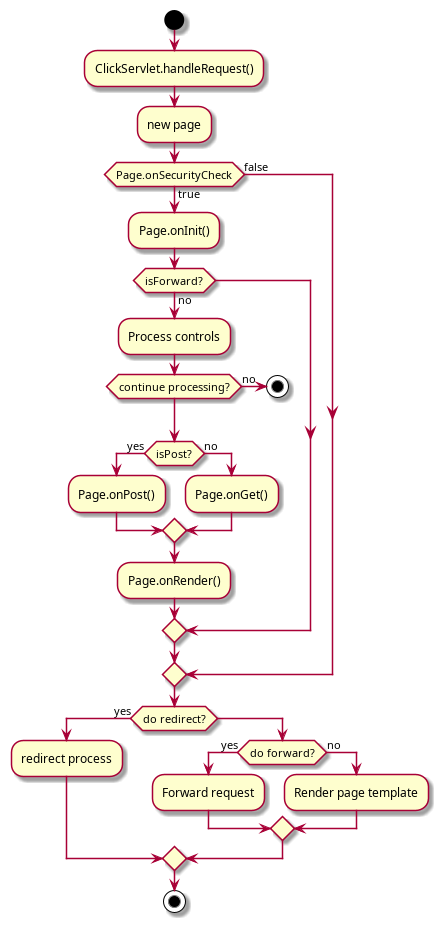 ClickServlet.handleRequest()
new page
Page.onSecurityCheck
false
true
Page.onInit()
isForward?
no
Process controls
continue processing?
no
isPost?
yes
no
Page.onPost()
Page.onGet()
Page.onRender()
do redirect?
yes
redirect process
do forward?
yes
no
Forward request
Render page template